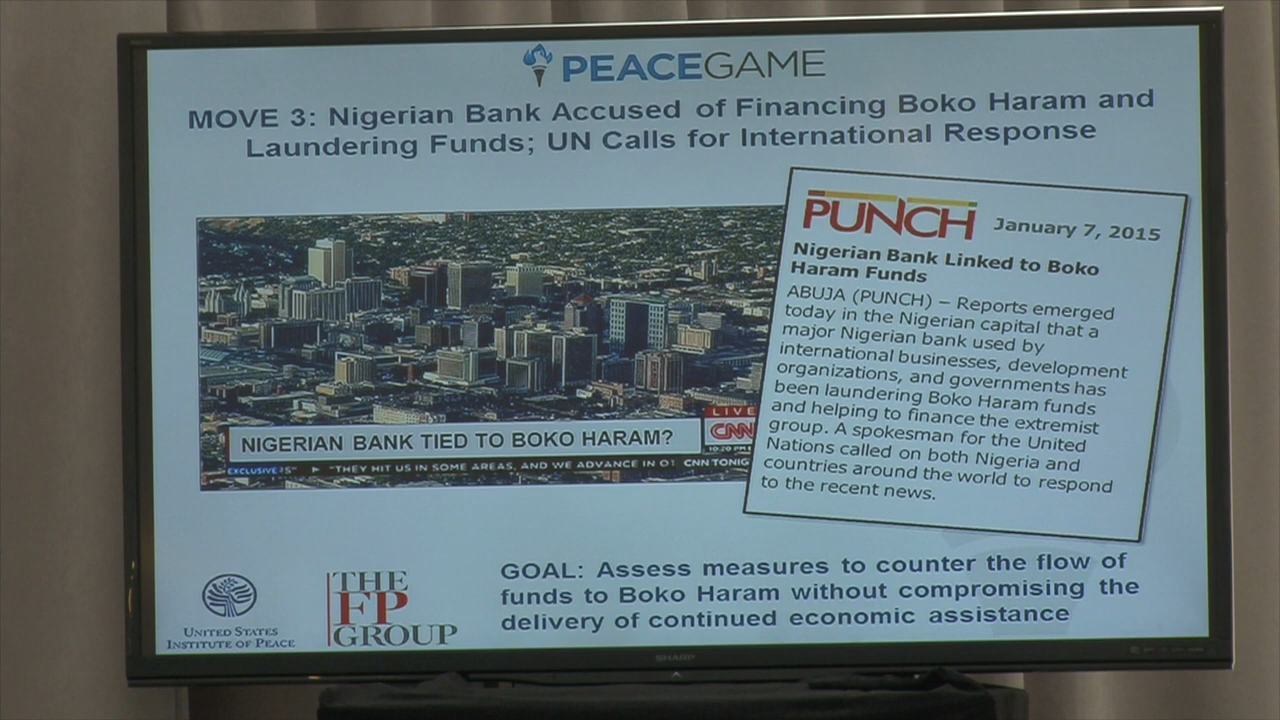 PEACEGAME
MOVE 3: Nigerian Bank Accused of Financing Boko Haram and
Laundering Funds; UN Calls for International Response
PUNCH January 7, 2015
Nigerian Bank Linked to Boko
Haram Funds
ABUJA (PUNCH) – Reports emerged
today in the Nigerian capital that a
major Nigerian bank used by
international businesses, development
organizations, and governments has
been laundering Boko Haram funds
and helping to finance the extremist
group. A spokesman for the United
Nations called on both Nigeria and
countries around the world to respond
to the recent news.
LIVE
CNN
NIGERIAN BANK TIED TO BOKO HARAM?
10:20 PM
EXCLUSIVE "THEY HIT US IN SOME AREAS, AND WE ADVANCE IN CNN TONIG
UNITED STATES
INSTITUTE OF PEACE
THE
FP
GROUP
GOAL: Assess measures to counter the flow of
funds to Boko Haram without compromising the
delivery of continued economic assistance
SHARP